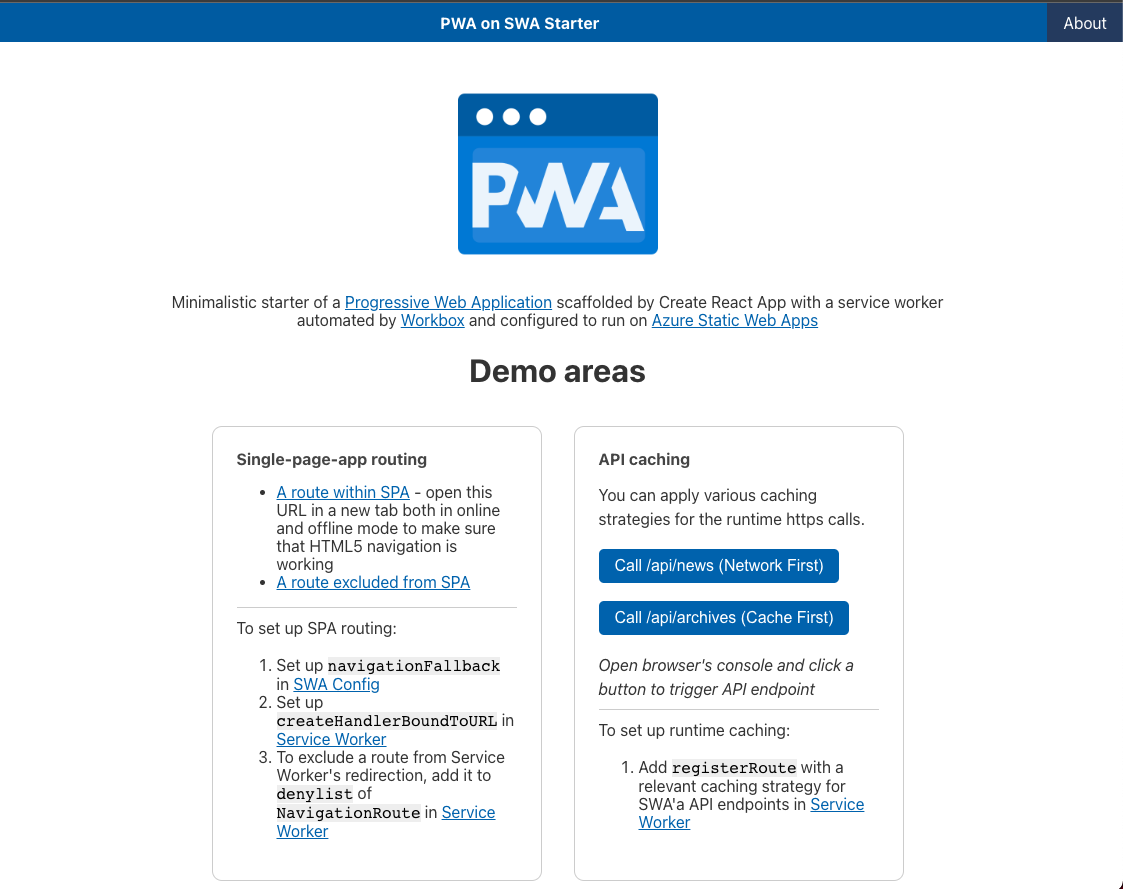 PWA on SWA Starter
About
PWA
Minimalistic starter of a Progressive Web Application scaffolded by Create React App with a service worker
automated by Workbox and configured to run on Azure Static Web Apps
Demo areas
Single-page-app routing
• A route within SPA - open this
URL in a new tab both in online
and offline mode to make sure
that HTML5 navigation is
working
• A route excluded from SPA
To set up SPA routing:
1. Set up navigationFallback
in SWA Config
2. Set up
createHandlerBoundToURL in
Service Worker
3. To exclude a route from Service
Worker's redirection, add it to
denylist of
NavigationRoute in Service
Worker
API caching
You can apply various caching
strategies for the runtime https calls.
Call /api/news (Network First)
Call /api/archives (Cache First)
Open browser's console and click a
button to trigger API endpoint
To set up runtime caching:
1. Add registerRoute with a
relevant caching strategy for
SWA'a API endpoints in Service
Worker